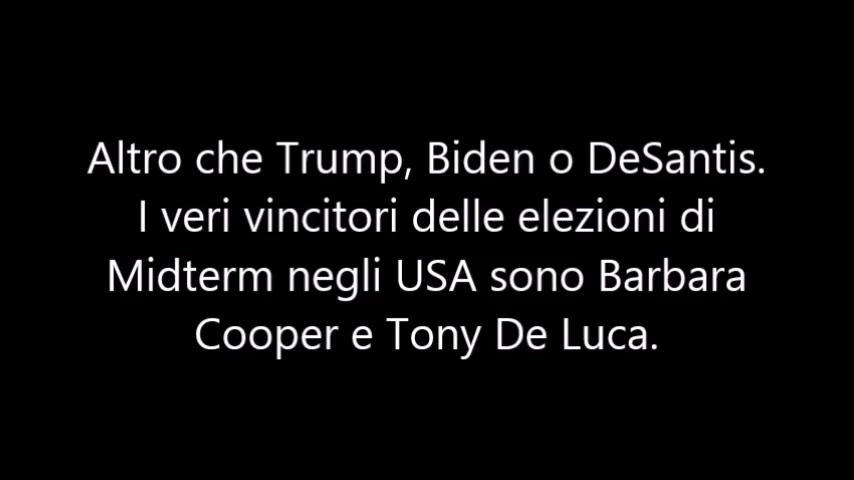 Altro che Trump, Biden o DeSantis.
I veri vincitori delle elezioni di
Midterm negli USA sono Barbara
Cooper e Tony De Luca.